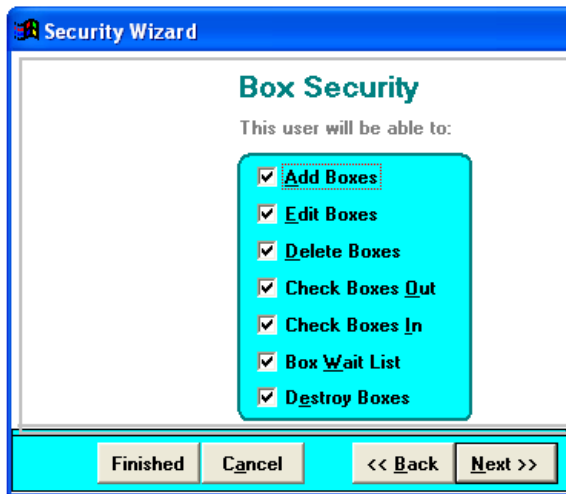 Security Wizard
Box Security
This user will be able to:
Add Boxes
Edit Boxes
Delete Boxes
Check Boxes Out
Check Boxes In
Box Wait List
Destroy Boxes
Finished Cancel << Back Next >>